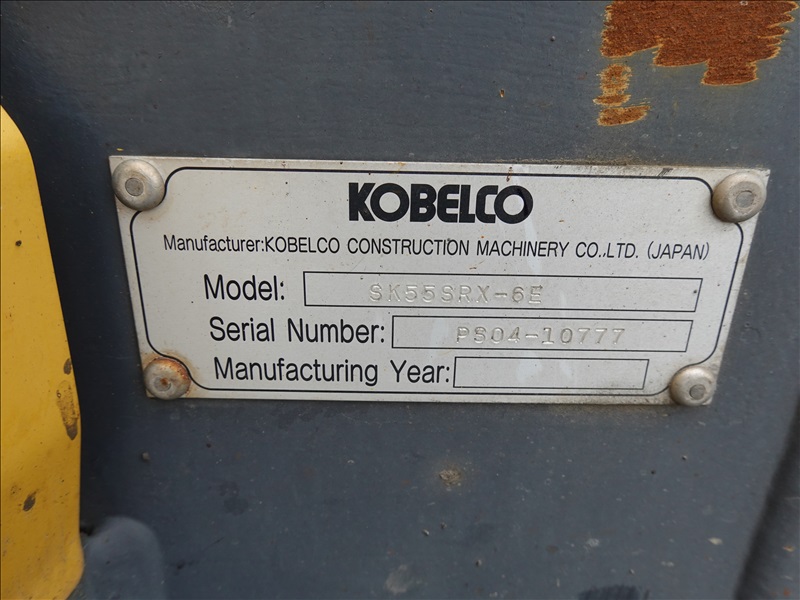 KOBELCO
Manufacturer:KOBELCO CONSTRUCTION MACHINERY CO.,LTD. (JAPAN)
Model: SK55SRX-6E
Serial Number: PS04-10777
Manufacturing Year: